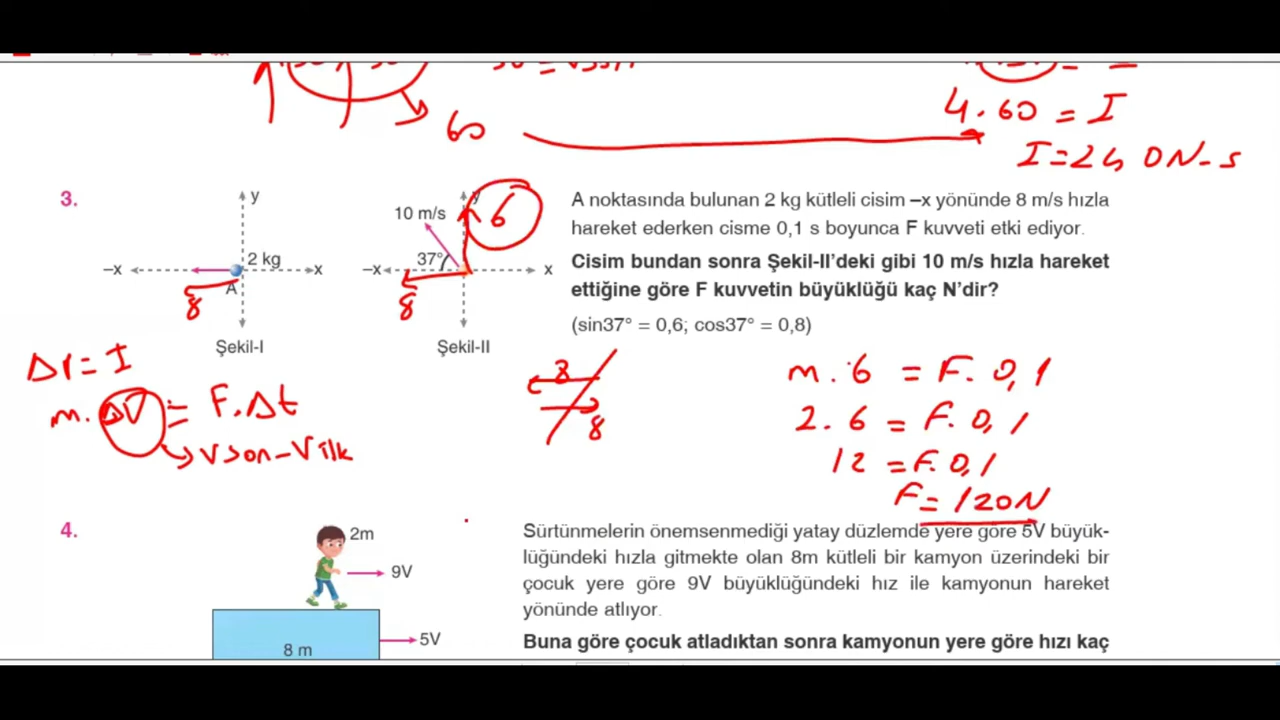 60
4.60 = I
I = 240N-s
3.
y
2 kg
-x
x
A
8
Şekil-I
y
10 m/s
6
37°
-x
x
8
Şekil-II
A noktasında bulunan 2 kg kütleli cisim –x yönünde 8 m/s hızla
hareket ederken cisme 0,1 s boyunca F kuvveti etki ediyor.
Cisim bundan sonra Şekil-II’deki gibi 10 m/s hızla hareket
ettiğine göre F kuvvetin büyüklüğü kaç N’dir?
(sin37° = 0,6; cos37° = 0,8)
m. ΔV = F.Δt
Vson-Vilk
8
8
m.6 = F.0,1
2.6 = F.0,1
12 = F.0,1
F = 120N
4.
2m
9V
5V
8 m
Sürtünmelerin önemsenmediği yatay düzlemde yere göre 5V büyük-
lüğündeki hızla gitmekte olan 8m kütleli bir kamyon üzerindeki bir
çocuk yere göre 9V büyüklüğündeki hız ile kamyonun hareket
yönünde atlıyor.
Buna göre çocuk atladıktan sonra kamyonun yere göre hızı kaç